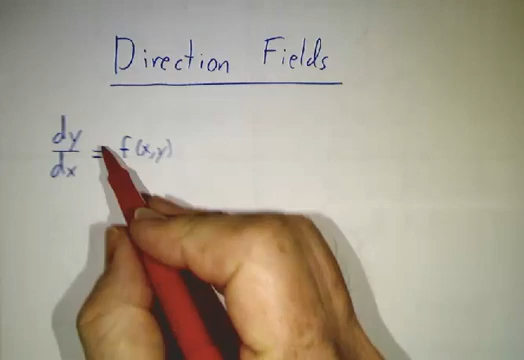 Direction Fields
dy/dx = f(x,y)